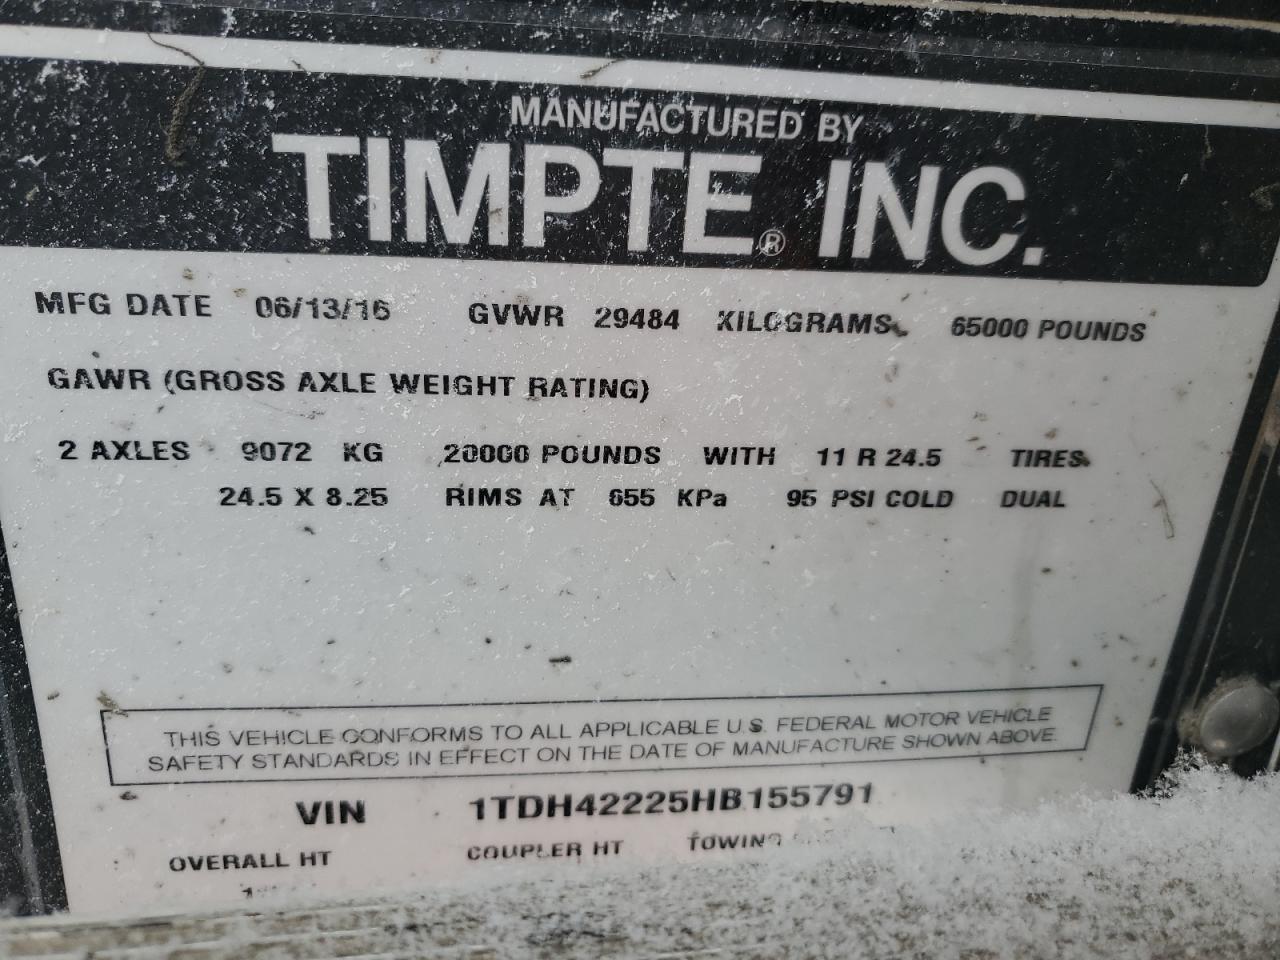 MANUFACTURED BY
TIMPTE® INC.
MFG DATE 06/13/16 GVWR 29484 KILOGRAMS 65000 POUNDS
GAWR (GROSS AXLE WEIGHT RATING)
2 AXLES 9072 KG 20000 POUNDS WITH 11 R 24.5 TIRES
24.5 X 8.25 RIMS AT 655 KPa 95 PSI COLD DUAL
THIS VEHICLE CONFORMS TO ALL APPLICABLE U.S. FEDERAL MOTOR VEHICLE
SAFETY STANDARDS IN EFFECT ON THE DATE OF MANUFACTURE SHOWN ABOVE.
VIN 1TDH42225HB155791
OVERALL HT COUPLER HT TOWING